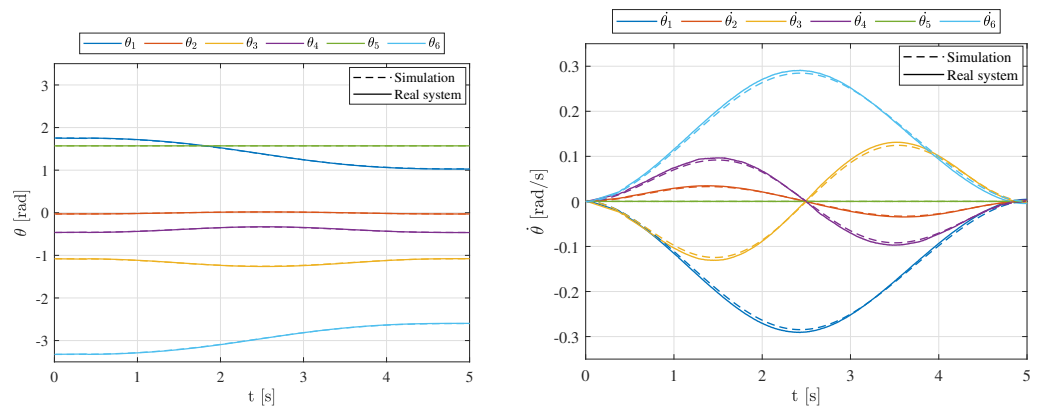 θ₁ θ₂ θ₃ θ₄ θ₅ θ₆
Simulation
Real system
3
2
1
0
-1
-2
-3
θ [rad]
0 1 2 3 4 5
t [s]
θ̇₁ θ̇₂ θ̇₃ θ̇₄ θ̇₅ θ̇₆
Simulation
Real system
0.3
0.2
0.1
0
-0.1
-0.2
-0.3
θ̇ [rad/s]
0 1 2 3 4 5
t [s]